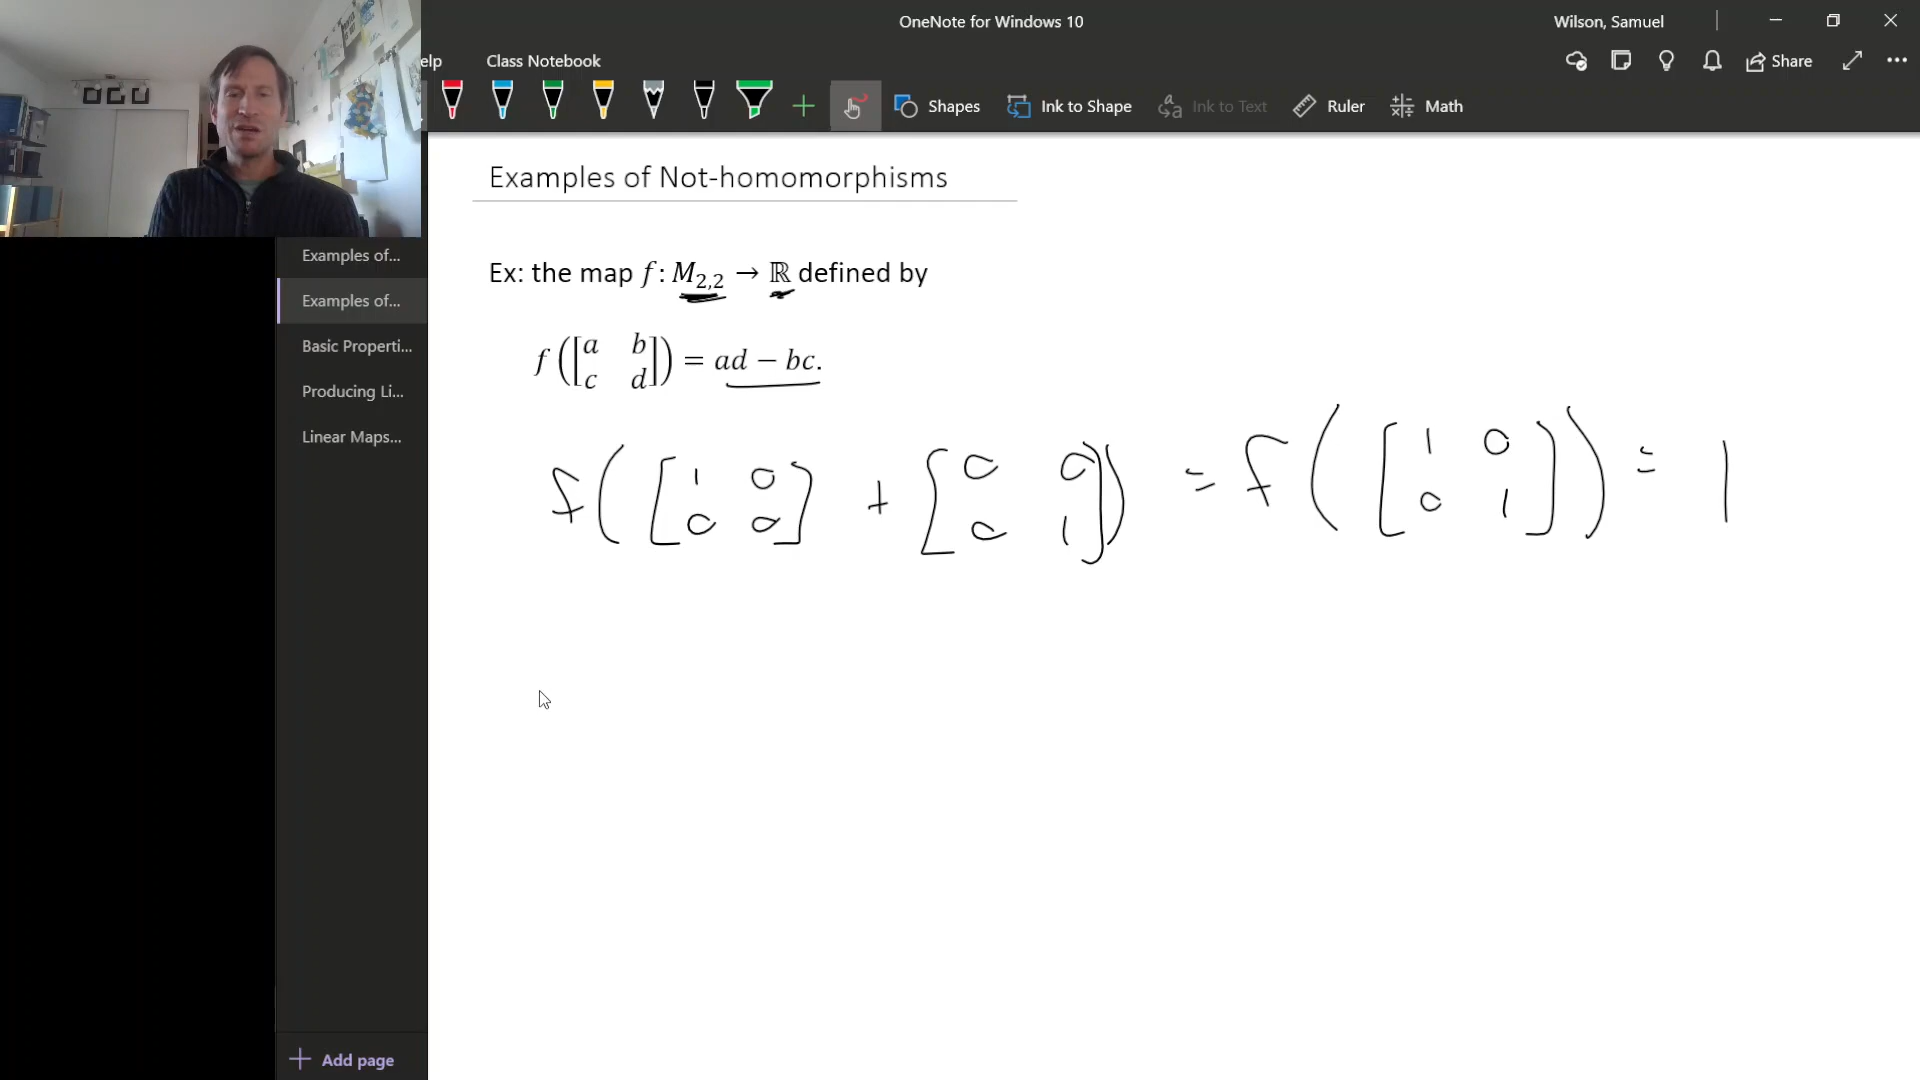 OneNote for Windows 10
Wilson, Samuel
elp
Class Notebook
Share
Shapes
Ink to Shape
Ink to Text
Ruler
Math
Examples of Not-homomorphisms
Examples of...
Examples of...
Basic Properti...
Producing Li...
Linear Maps...
Add page
Ex: the map f: M₂,₂ → ℝ defined by
f([a b; c d]) = ad − bc.
f([1 0; 0 0] + [0 0; 0 1]) = f([1 0; 0 1]) = 1